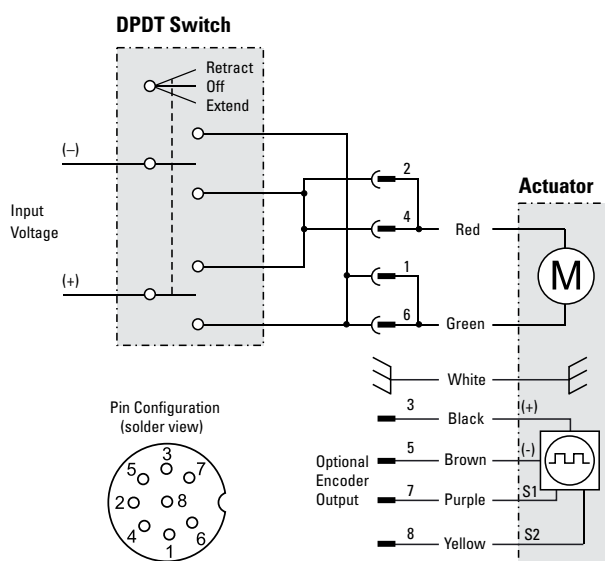 DPDT Switch
Retract
Off
Extend
(–)
Input
Voltage
(+)
2
4
1
6
Red
Green
White
Actuator
M
3
Black
(+)
5
Brown
(-)
7
Purple
S1
8
Yellow
S2
Optional
Encoder
Output
Pin Configuration
(solder view)
3
5
7
2
8
4
6
1